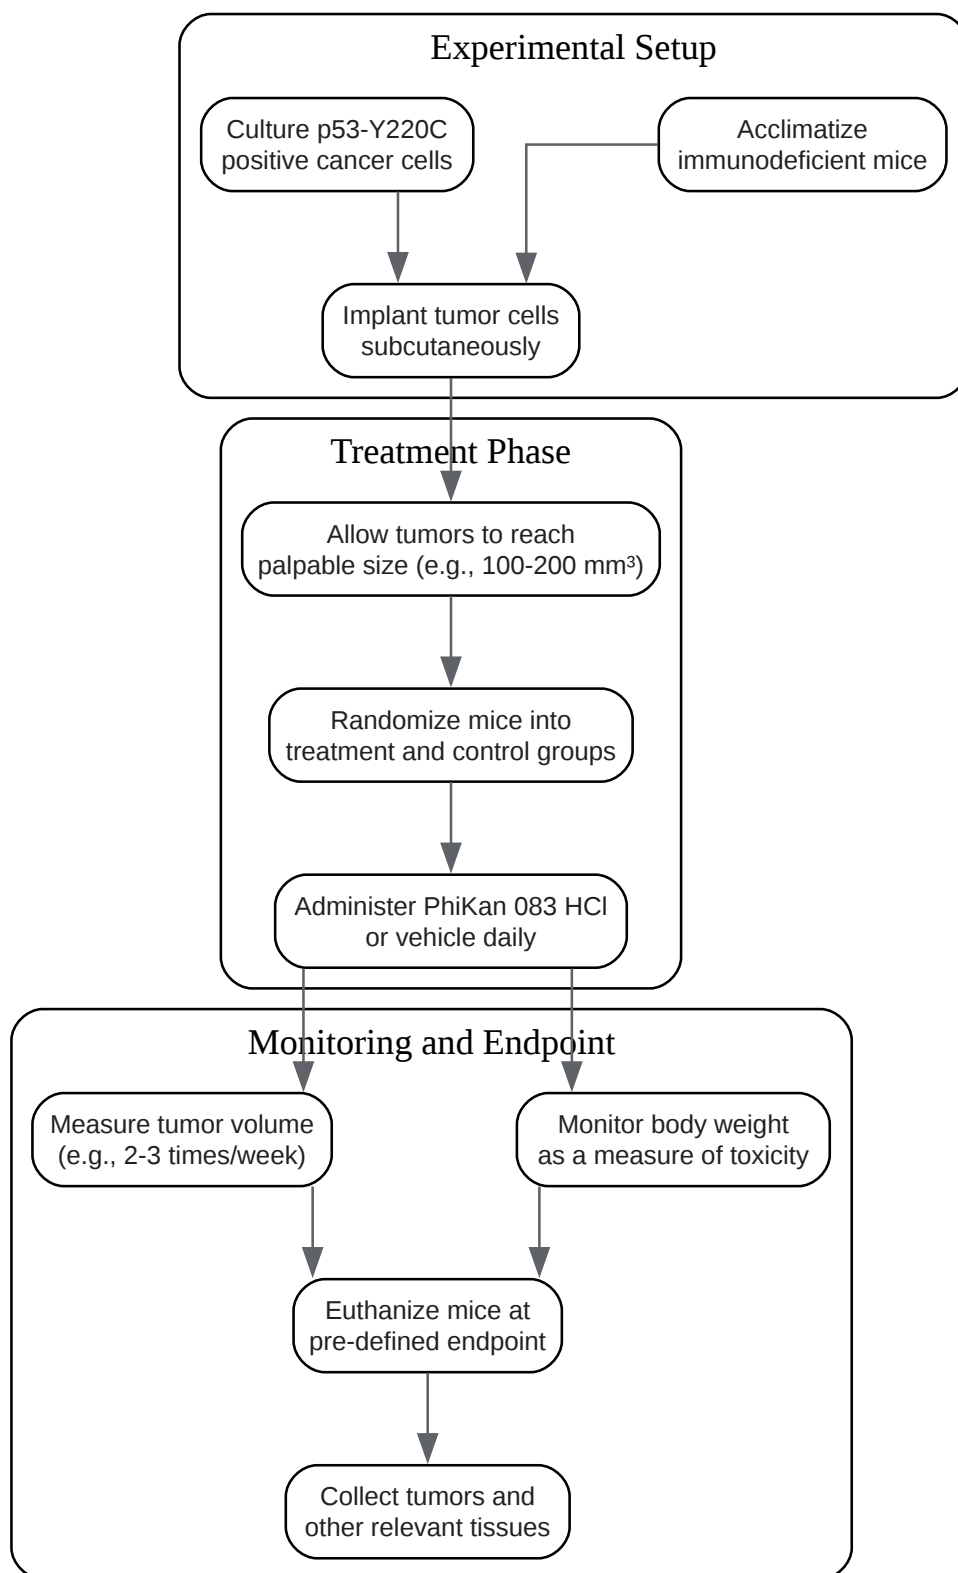 Experimental Setup
Culture p53-Y220C
positive cancer cells
Acclimatize
immunodeficient mice
Implant tumor cells
subcutaneously
Treatment Phase
Allow tumors to reach
palpable size (e.g., 100-200 mm³)
Randomize mice into
treatment and control groups
Administer PhiKan 083 HCl
or vehicle daily
Monitoring and Endpoint
Measure tumor volume
(e.g., 2-3 times/week)
Monitor body weight
as a measure of toxicity
Euthanize mice at
pre-defined endpoint
Collect tumors and
other relevant tissues